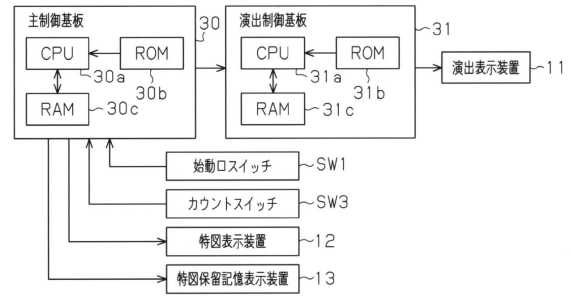 主制御基板
30
CPU
ROM
30a
30b
RAM
30c
演出制御基板
31
CPU
ROM
31a
31b
RAM
31c
演出表示装置
11
始動口スイッチ
SW1
カウントスイッチ
SW3
特図表示装置
12
特図保留記憶表示装置
13